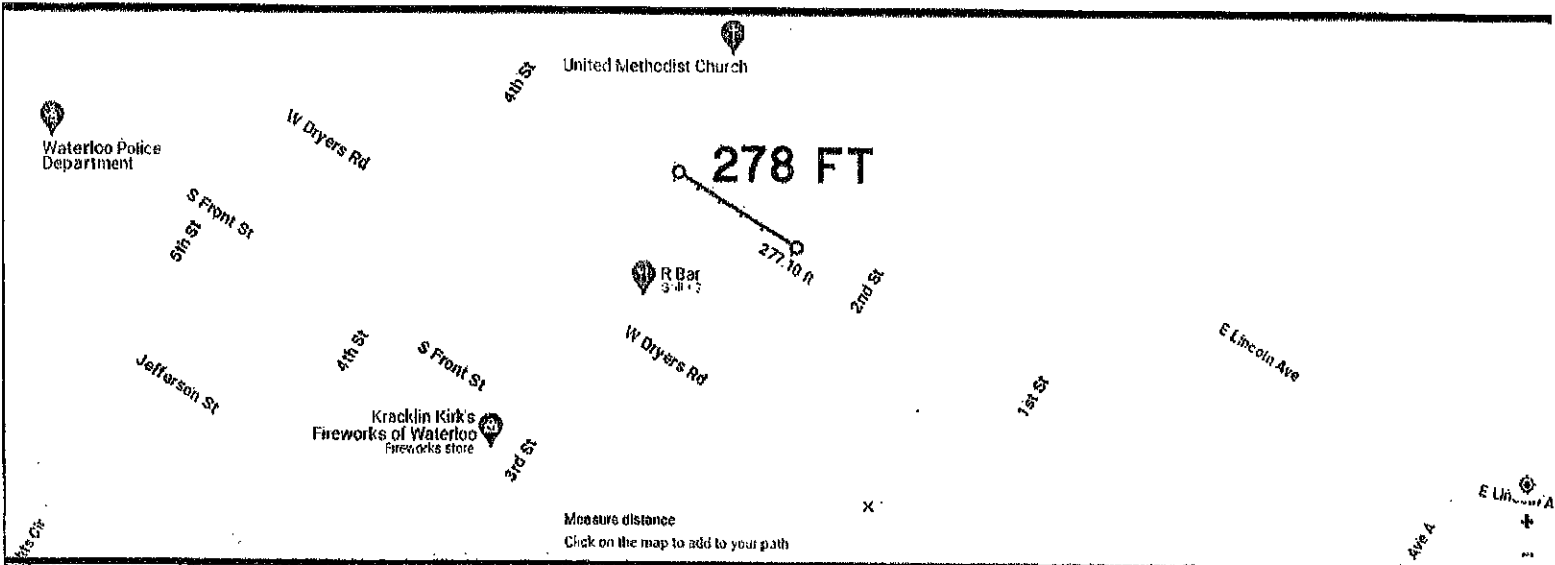 United Methodist Church
4th St
Waterloo Police
Department
W Dryers Rd
278 FT
S Front St
5th St
277.10 ft
R Bar
2nd St
W Dryers Rd
E Lincoln Ave
4th St
S Front St
Jefferson St
1st St
Kracklin Kirk's
Fireworks of Waterloo
Fireworks store
3rd St
Measure distance
Click on the map to add to your path
Ave A